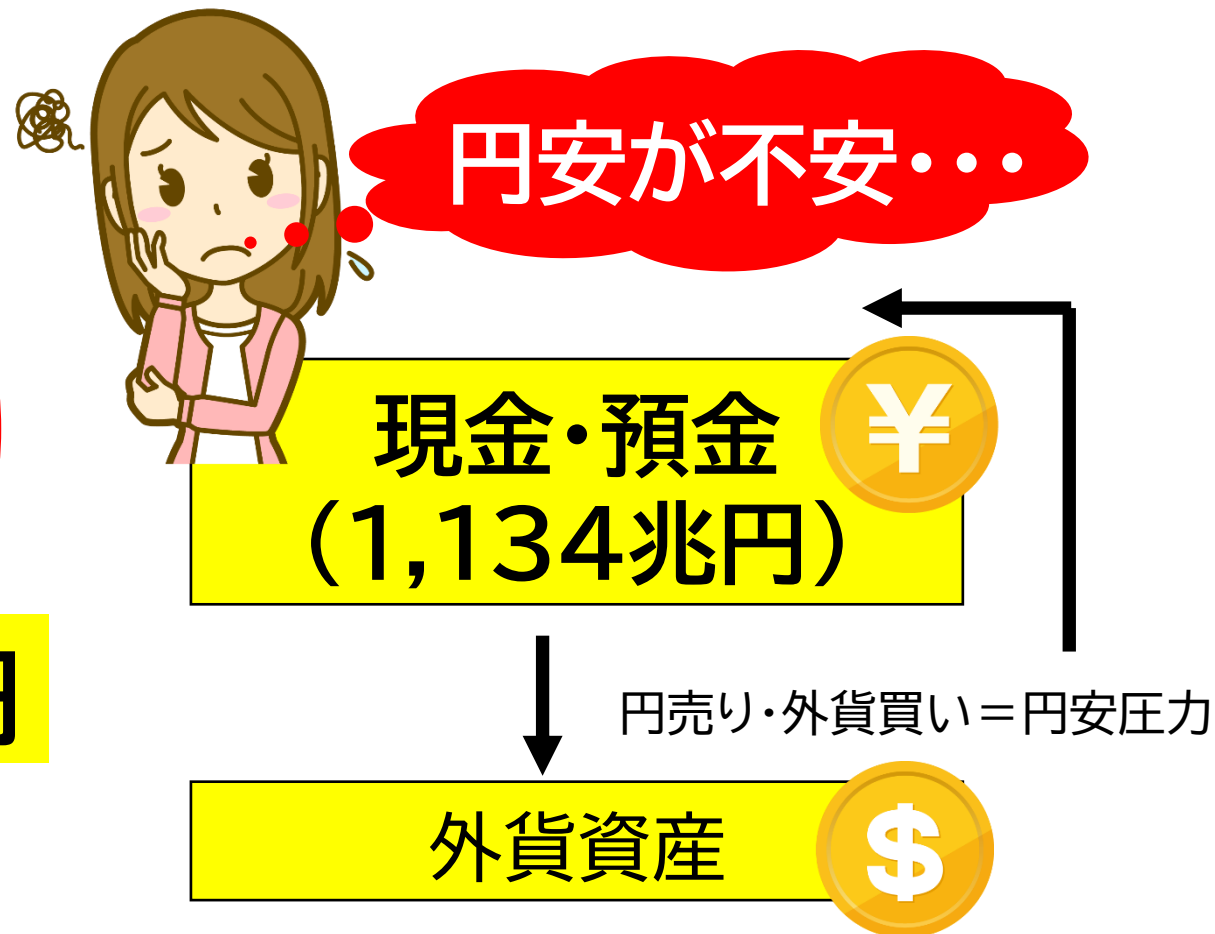 円安が不安・・・
現金・預金
（1,134兆円）
¥
円
円売り・外貨買い＝円安圧力
外貨資産
$